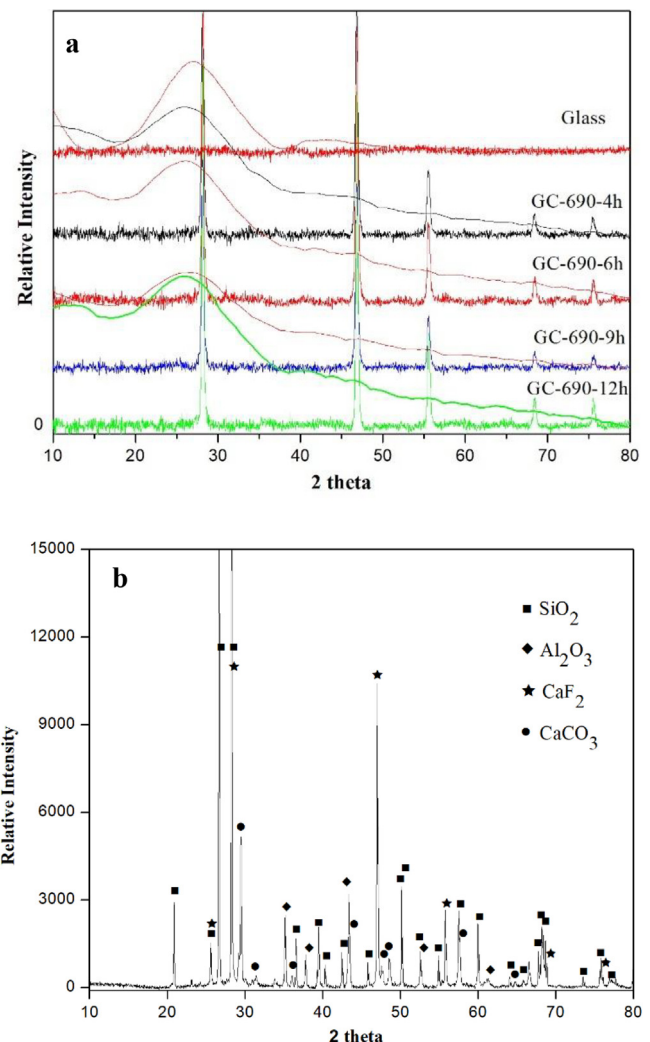 a
Relative Intensity
Glass
GC-690-4h
GC-690-6h
GC-690-9h
GC-690-12h
0
10 20 30 40 50 60 70 80
2 theta
b
Relative Intensity
15000
12000
9000
6000
3000
0
■ SiO2
◆ Al2O3
★ CaF2
● CaCO3
10 20 30 40 50 60 70 80
2 theta